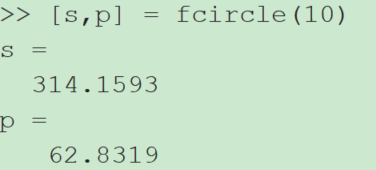 >> [s,p] = fcircle(10)
s =
314.1593
p =
62.8319